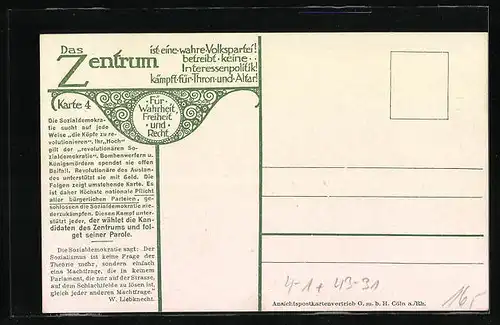 Das
Zentrum
ist·eine·wahre·Volkspartei!
betreibt·keine··
Interessenpolitik!
kämpft·für·Thron·und·Altar!
Karte 4
·Für·
Wahrheit,
Freiheit
·und·
Recht.
Die Sozialdemokra-
tie sucht auf jede
Weise „die Köpfe zu re-
volutionieren". Ihr „Hoch"
gilt der „revolutionären So-
zialdemokratie". Bombenwerfern u.
Königsmördern spendet sie offen
Beifall. Revolutionäre des Auslan-
des unterstützt sie mit Geld. Die
Folgen zeigt umstehende Karte. Es
ist daher Höchste nationale Pflicht
aller bürgerlichen Parteien, ge-
schlossen die Sozialdemokratie nie-
derzukämpfen. Diesen Kampf unter-
stützt jeder, der wählt die Kan-
didaten des Zentrums und fol-
get seiner Parole.
Die Sozialdemokratie sagt: „Der
Sozialismus ist keine Frage der
Theorie mehr, sondern einfach
eine Machtfrage, die in keinem
Parlament, die nur auf der Strasse,
auf dem Schlachtfelde zu lösen ist,
gleich jeder anderen Machtfrage."
W. Liebknecht.
4-1 + 43-31
16,-
Ansichtspostkartenvertrieb G. m. b. H. Cöln a./Rh.